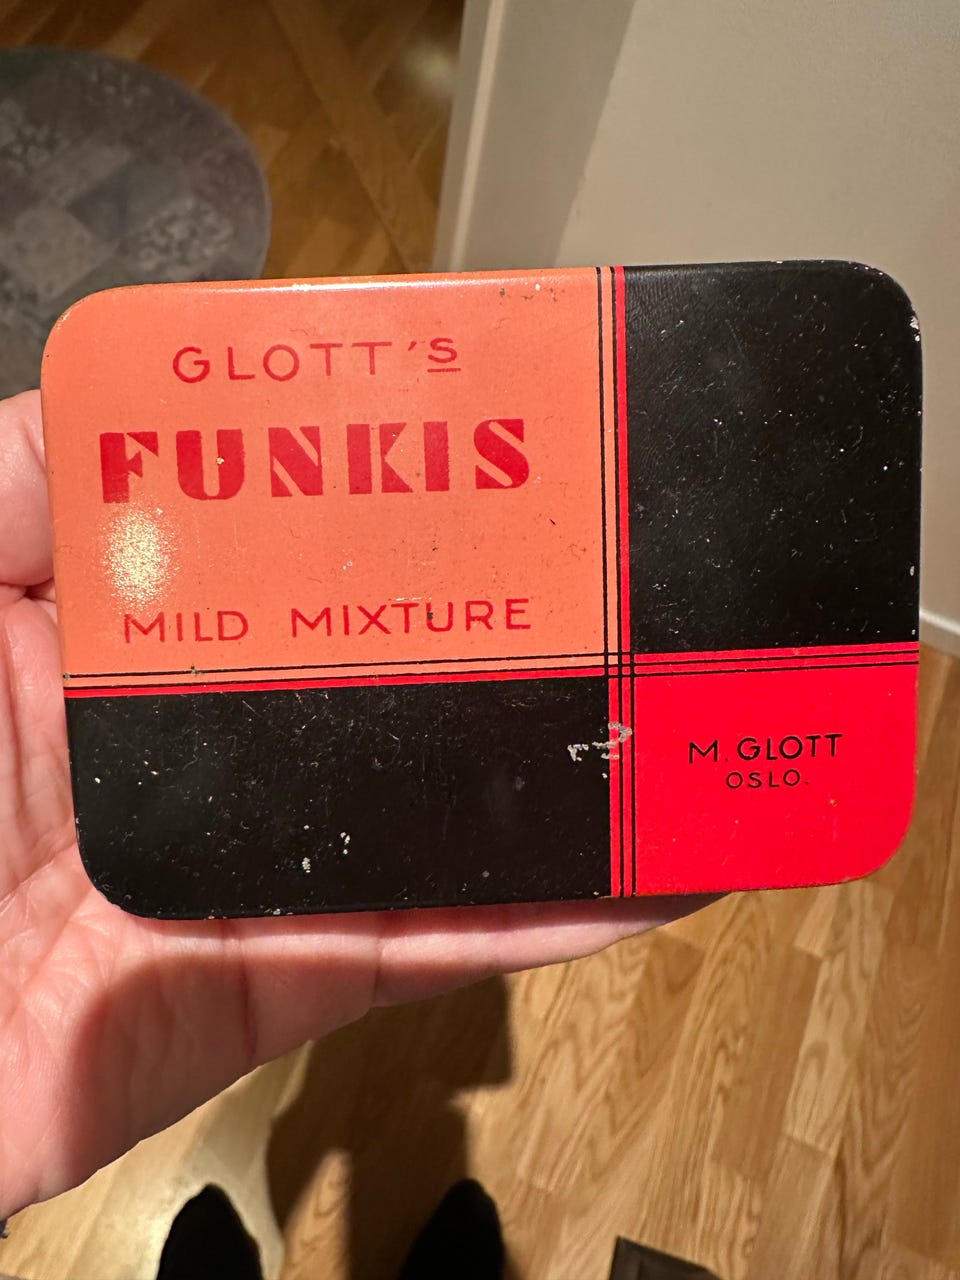 GLOTT's
FUNKIS
MILD MIXTURE
M. GLOTT
OSLO.